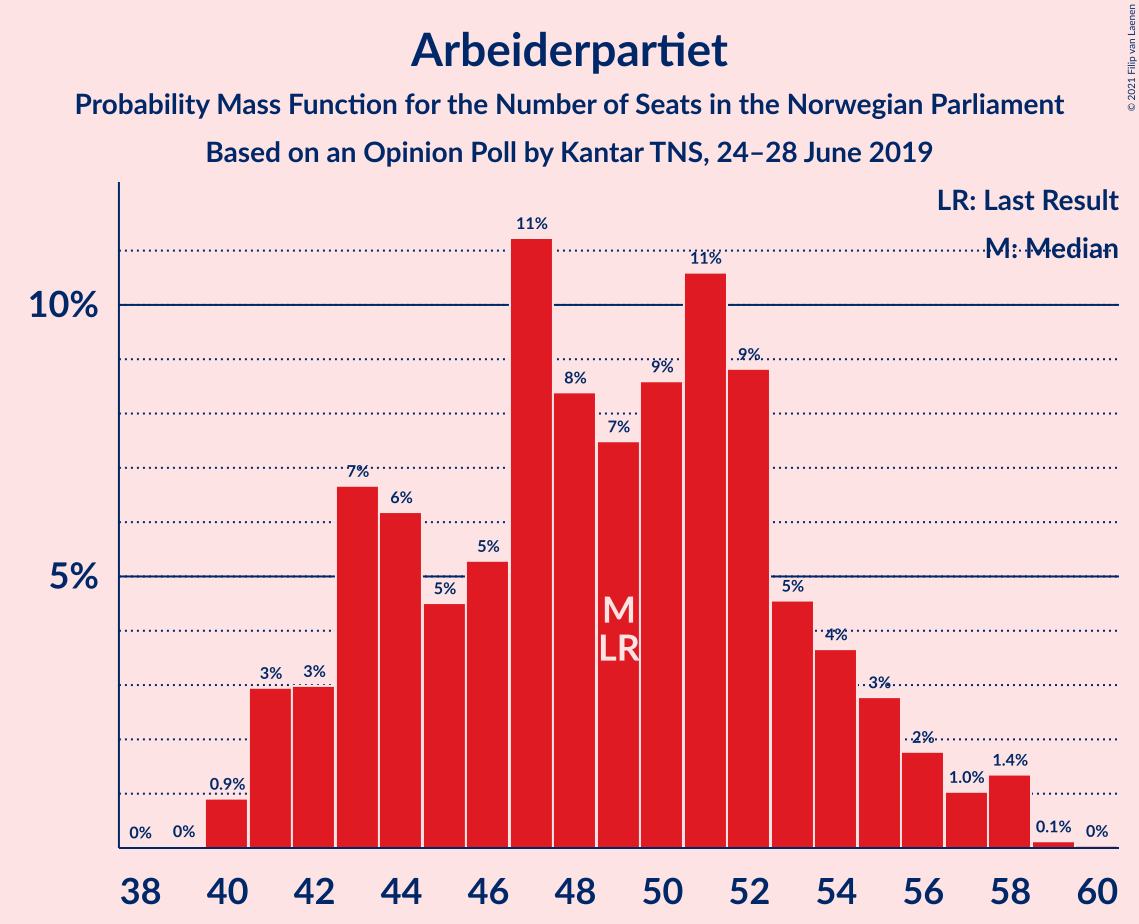 Arbeiderpartiet
Probability Mass Function for the Number of Seats in the Norwegian Parliament
Based on an Opinion Poll by Kantar TNS, 24–28 June 2019
© 2021 Filip van Laenen
LR: Last Result
M: Median
10%
5%
0% 0% 0.9% 3% 3% 7% 6% 5% 5% 11% 8% 7% 9% 11% 9% 5% 4% 3% 2% 1.0% 1.4% 0.1% 0%
M
LR
38 40 42 44 46 48 50 52 54 56 58 60